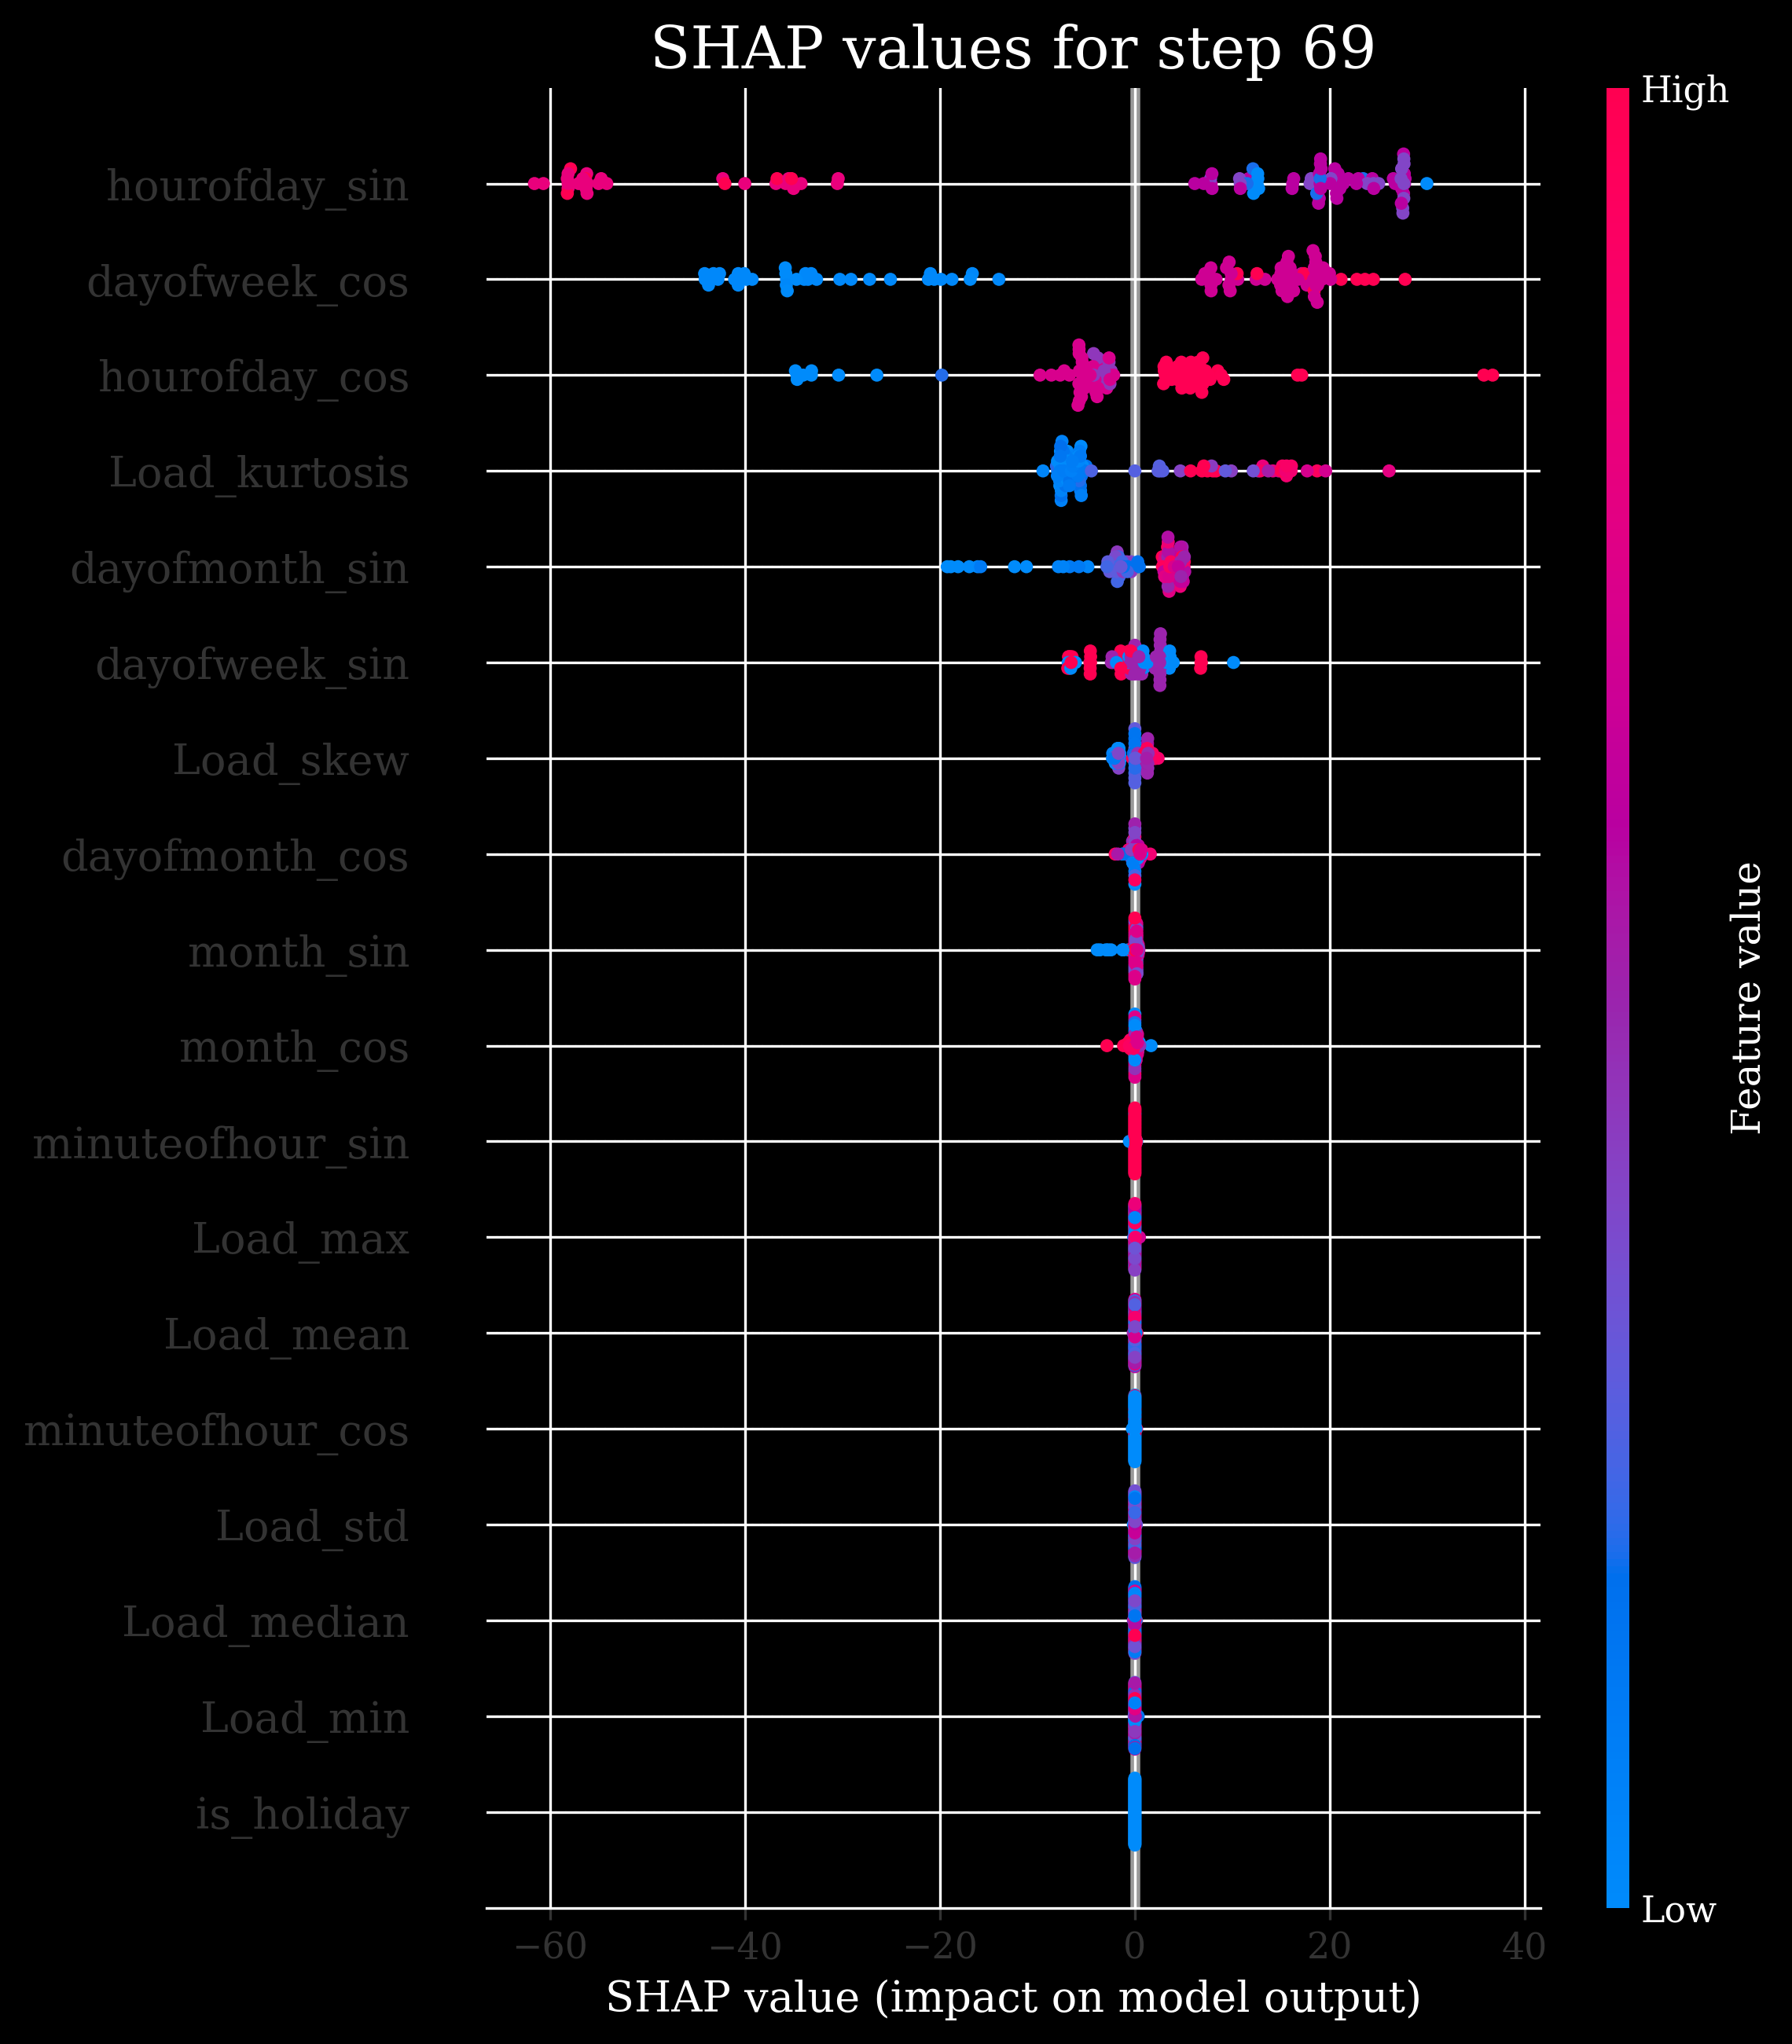 SHAP values for step 69
High
hourofday_sin
dayofweek_cos
hourofday_cos
Load_kurtosis
dayofmonth_sin
dayofweek_sin
Load_skew
dayofmonth_cos
month_sin
month_cos
minuteofhour_sin
Load_max
Load_mean
minuteofhour_cos
Load_std
Load_median
Load_min
is_holiday
Feature value
Low
−60 −40 −20 0 20 40
SHAP value (impact on model output)